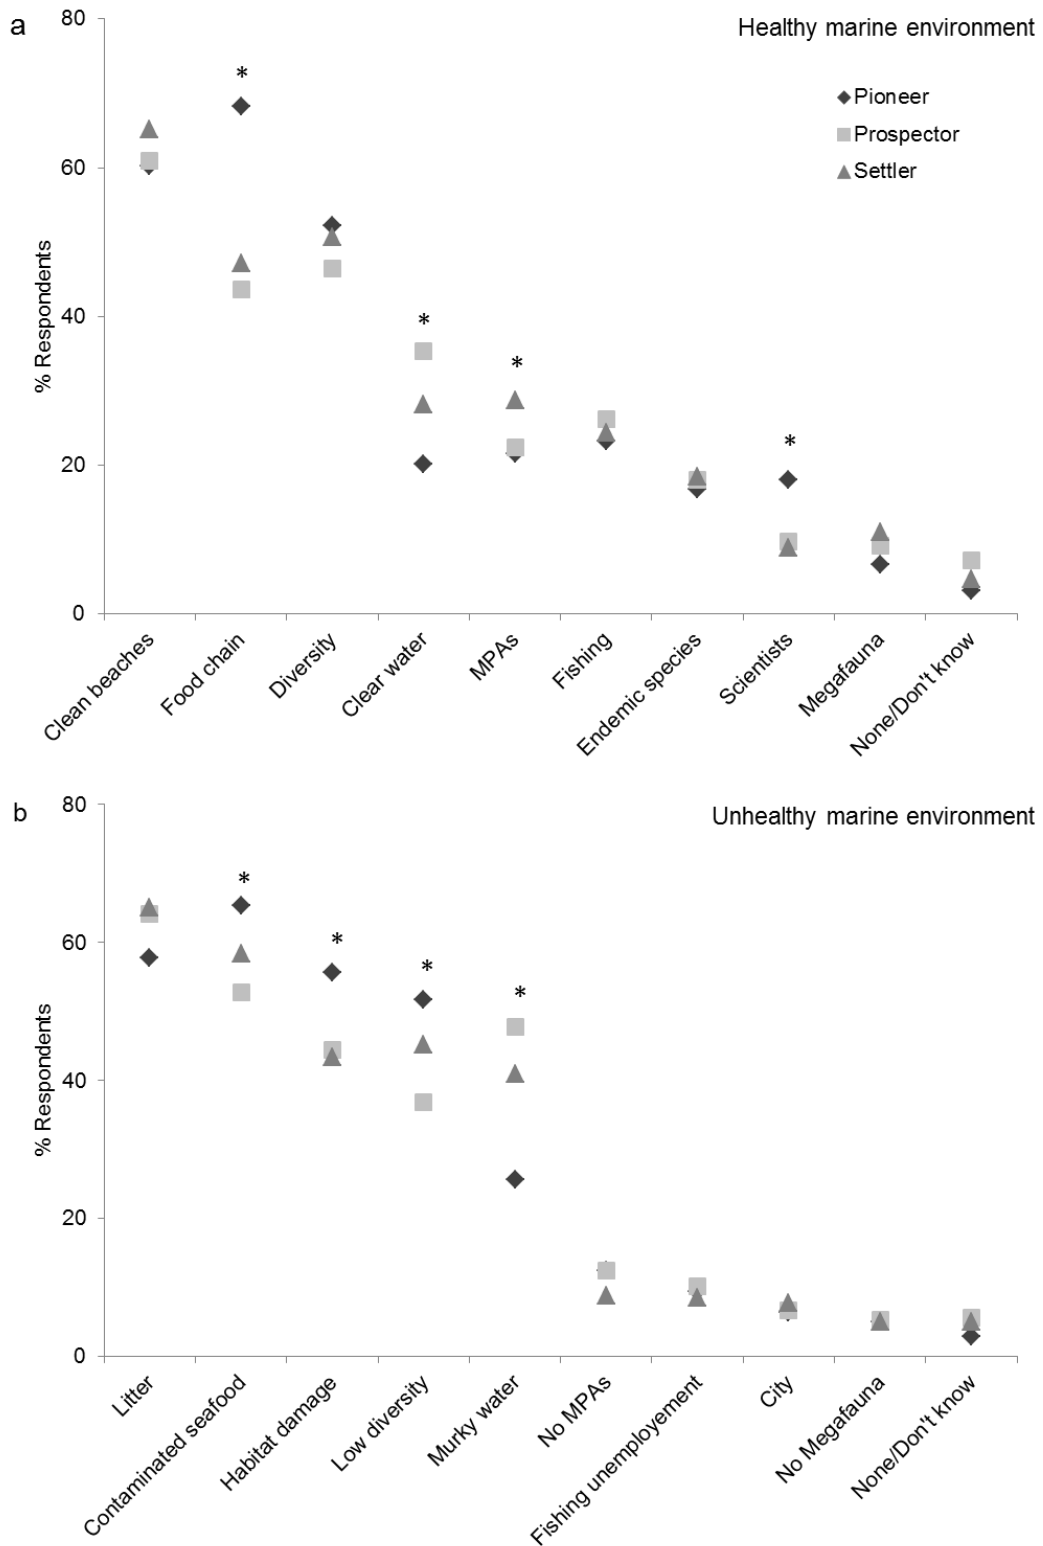 a
Healthy marine environment
80
60
40
20
0
% Respondents
Pioneer
Prospector
Settler
*
*
*
*
Clean beaches
Food chain
Diversity
Clear water
MPAs
Fishing
Endemic species
Scientists
Megafauna
None/Don't know
b
Unhealthy marine environment
80
60
40
20
0
% Respondents
*
*
*
*
Litter
Contaminated seafood
Habitat damage
Low diversity
Murky water
No MPAs
Fishing unemployement
City
No Megafauna
None/Don't know